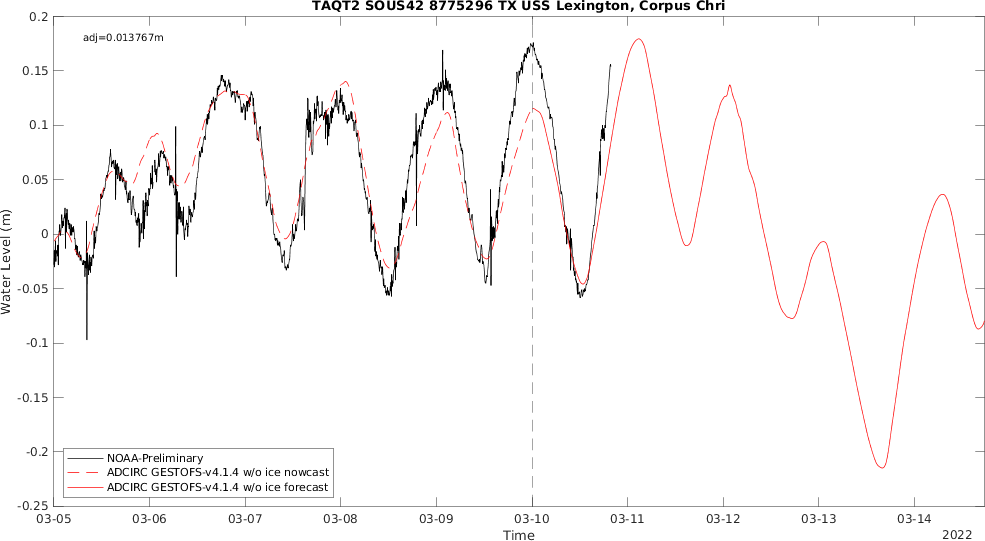 TAQT2 SOUS42 8775296 TX USS Lexington, Corpus Chri
adj=0.013767m
0.2
0.15
0.1
0.05
0
-0.05
-0.1
-0.15
-0.2
-0.25
Water Level (m)
NOAA-Preliminary
ADCIRC GESTOFS-v4.1.4 w/o ice nowcast
ADCIRC GESTOFS-v4.1.4 w/o ice forecast
03-05 03-06 03-07 03-08 03-09 03-10 03-11 03-12 03-13 03-14
Time
2022